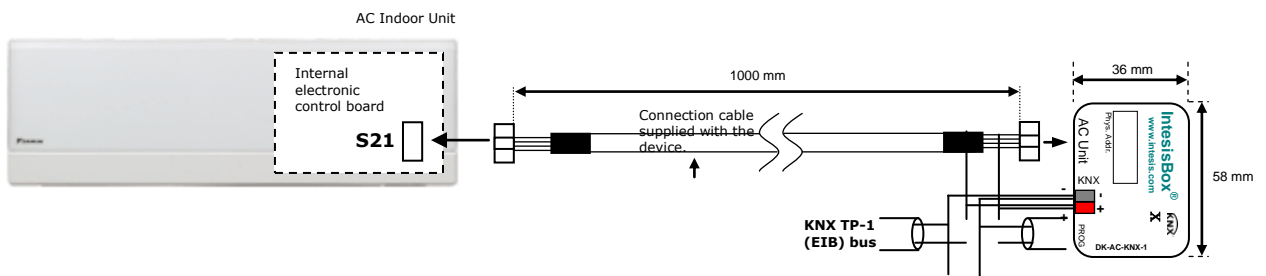 AC Indoor Unit
Internal
electronic
control board
S21
DAIKIN
1000 mm
Connection cable
supplied with the
device.
36 mm
58 mm
IntesisBox®
www.intesis.com
Phys. Addr.
AC Unit
KNX
-
-
+
+
KNX
X
PROG
DK-AC-KNX-1
KNX TP-1
(EIB) bus